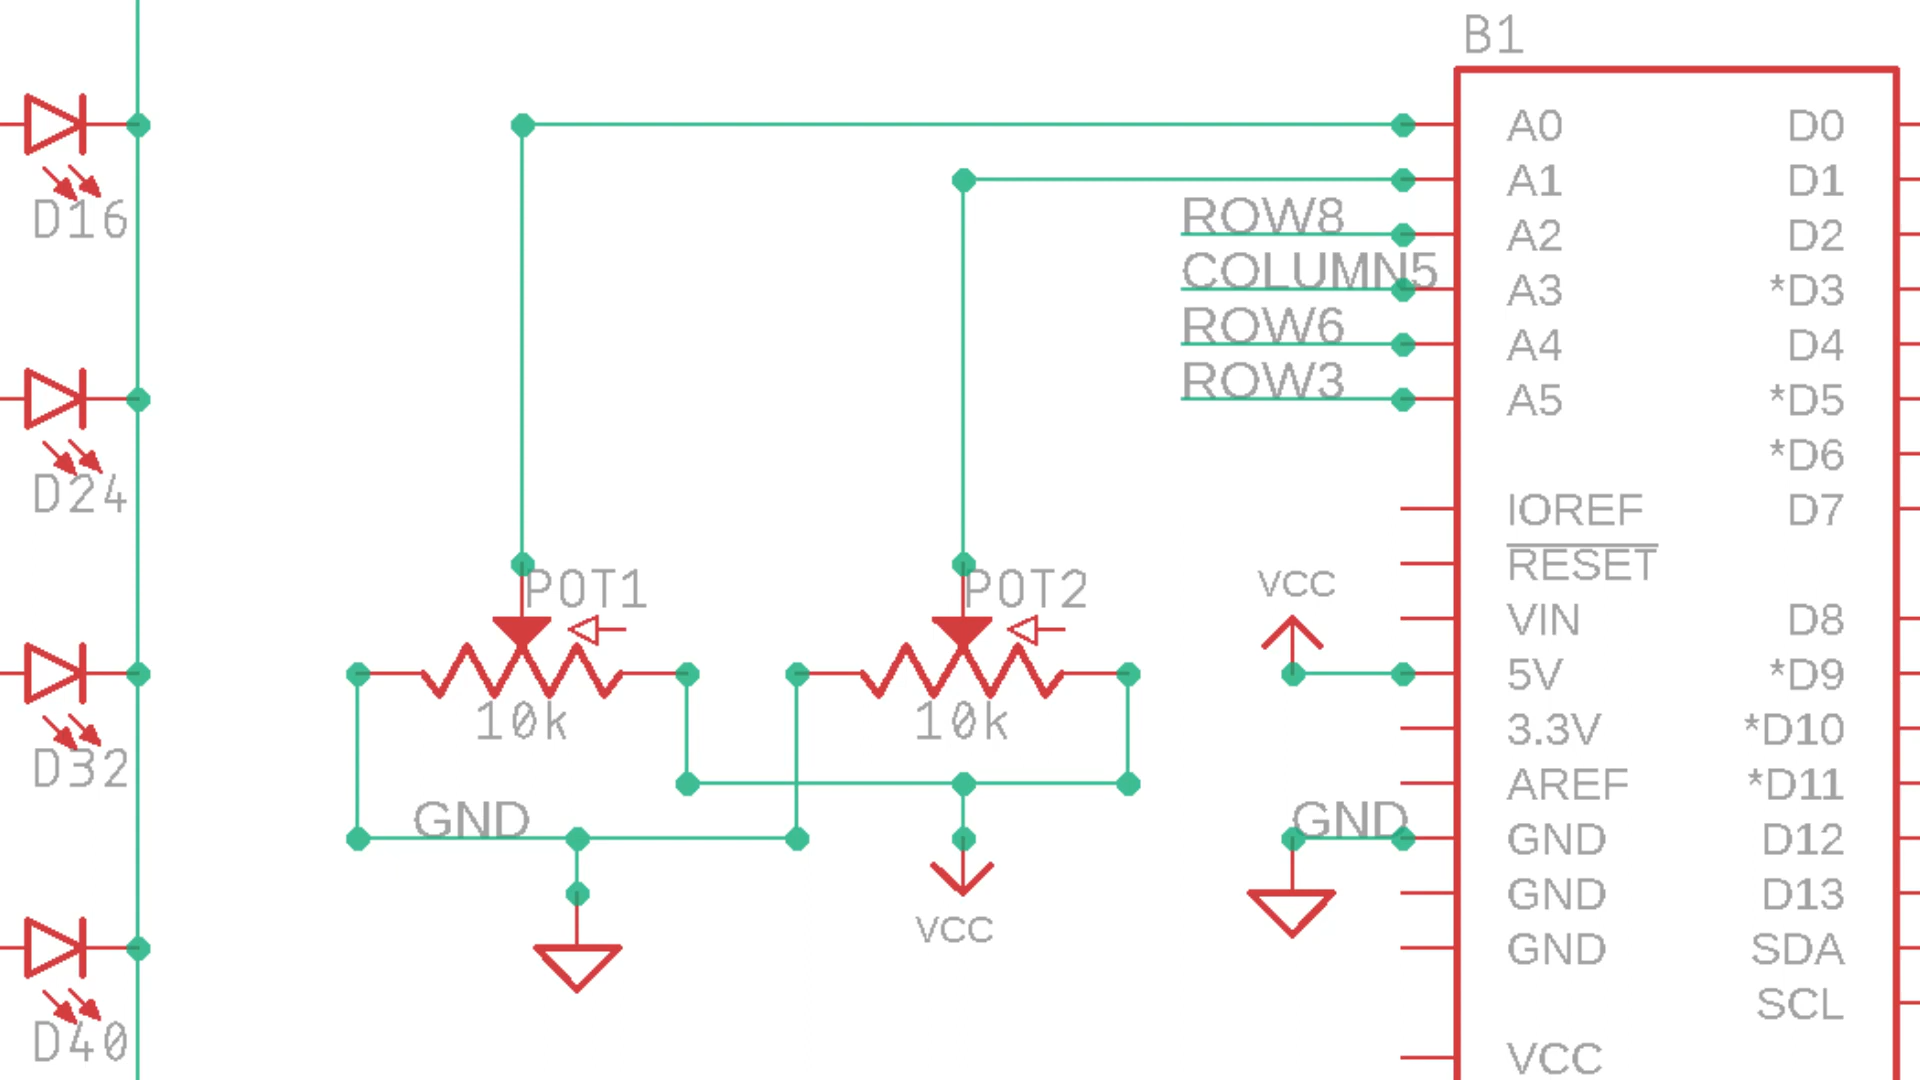 B1
A0 D0
A1 D1
ROW8 A2 D2
COLUMN5 A3 *D3
ROW6 A4 D4
ROW3 A5 *D5
*D6
IOREF D7
RESET
VIN D8
5V *D9
3.3V *D10
AREF *D11
GND D12
GND D13
GND SDA
SCL
VCC
D16
D24
D32
D40
POT1
10k
POT2
10k
GND
VCC
VCC
GND